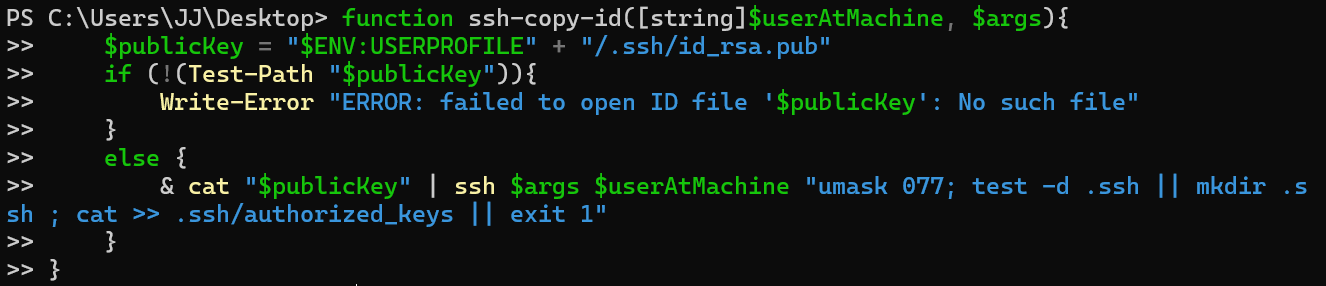 PS C:\Users\JJ\Desktop> function ssh-copy-id([string]$userAtMachine, $args){
>>     $publicKey = "$ENV:USERPROFILE" + "/.ssh/id_rsa.pub"
>>     if (!(Test-Path "$publicKey")){
>>         Write-Error "ERROR: failed to open ID file '$publicKey': No such file"
>>     }
>>     else {
>>         & cat "$publicKey" | ssh $args $userAtMachine "umask 077; test -d .ssh || mkdir .s
sh ; cat >> .ssh/authorized_keys || exit 1"
>>     }
>> }